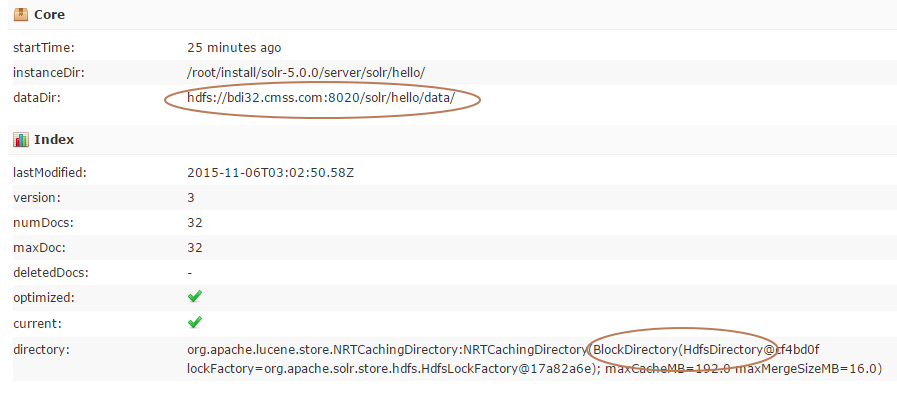 Core
startTime: 25 minutes ago
instanceDir: /root/install/solr-5.0.0/server/solr/hello/
dataDir: hdfs://bdi32.cmss.com:8020/solr/hello/data/
Index
lastModified: 2015-11-06T03:02:50.58Z
version: 3
numDocs: 32
maxDoc: 32
deletedDocs: -
optimized:
current:
directory: org.apache.lucene.store.NRTCachingDirectory:NRTCachingDirectory(BlockDirectory(HdfsDirectory@cf4bd0f
lockFactory=org.apache.solr.store.hdfs.HdfsLockFactory@17a82a6e); maxCacheMB=192.0 maxMergeSizeMB=16.0)